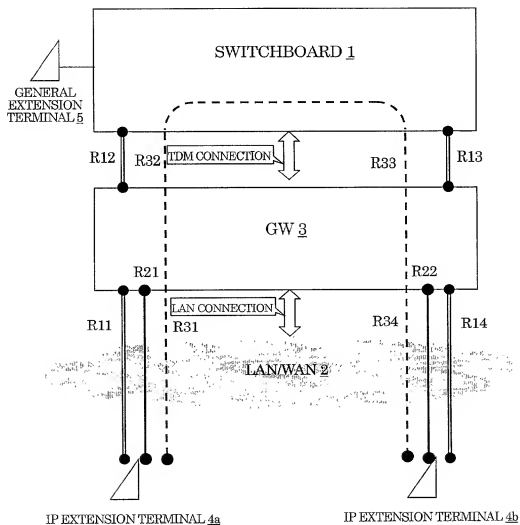 SWITCHBOARD 1
GENERAL
EXTENSION
TERMINAL 5
R12
R32
TDM CONNECTION
R33
R13
GW 3
R21
R22
R11
LAN CONNECTION
R31
R34
R14
LAN/WAN 2
IP EXTENSION TERMINAL 4a
IP EXTENSION TERMINAL 4b